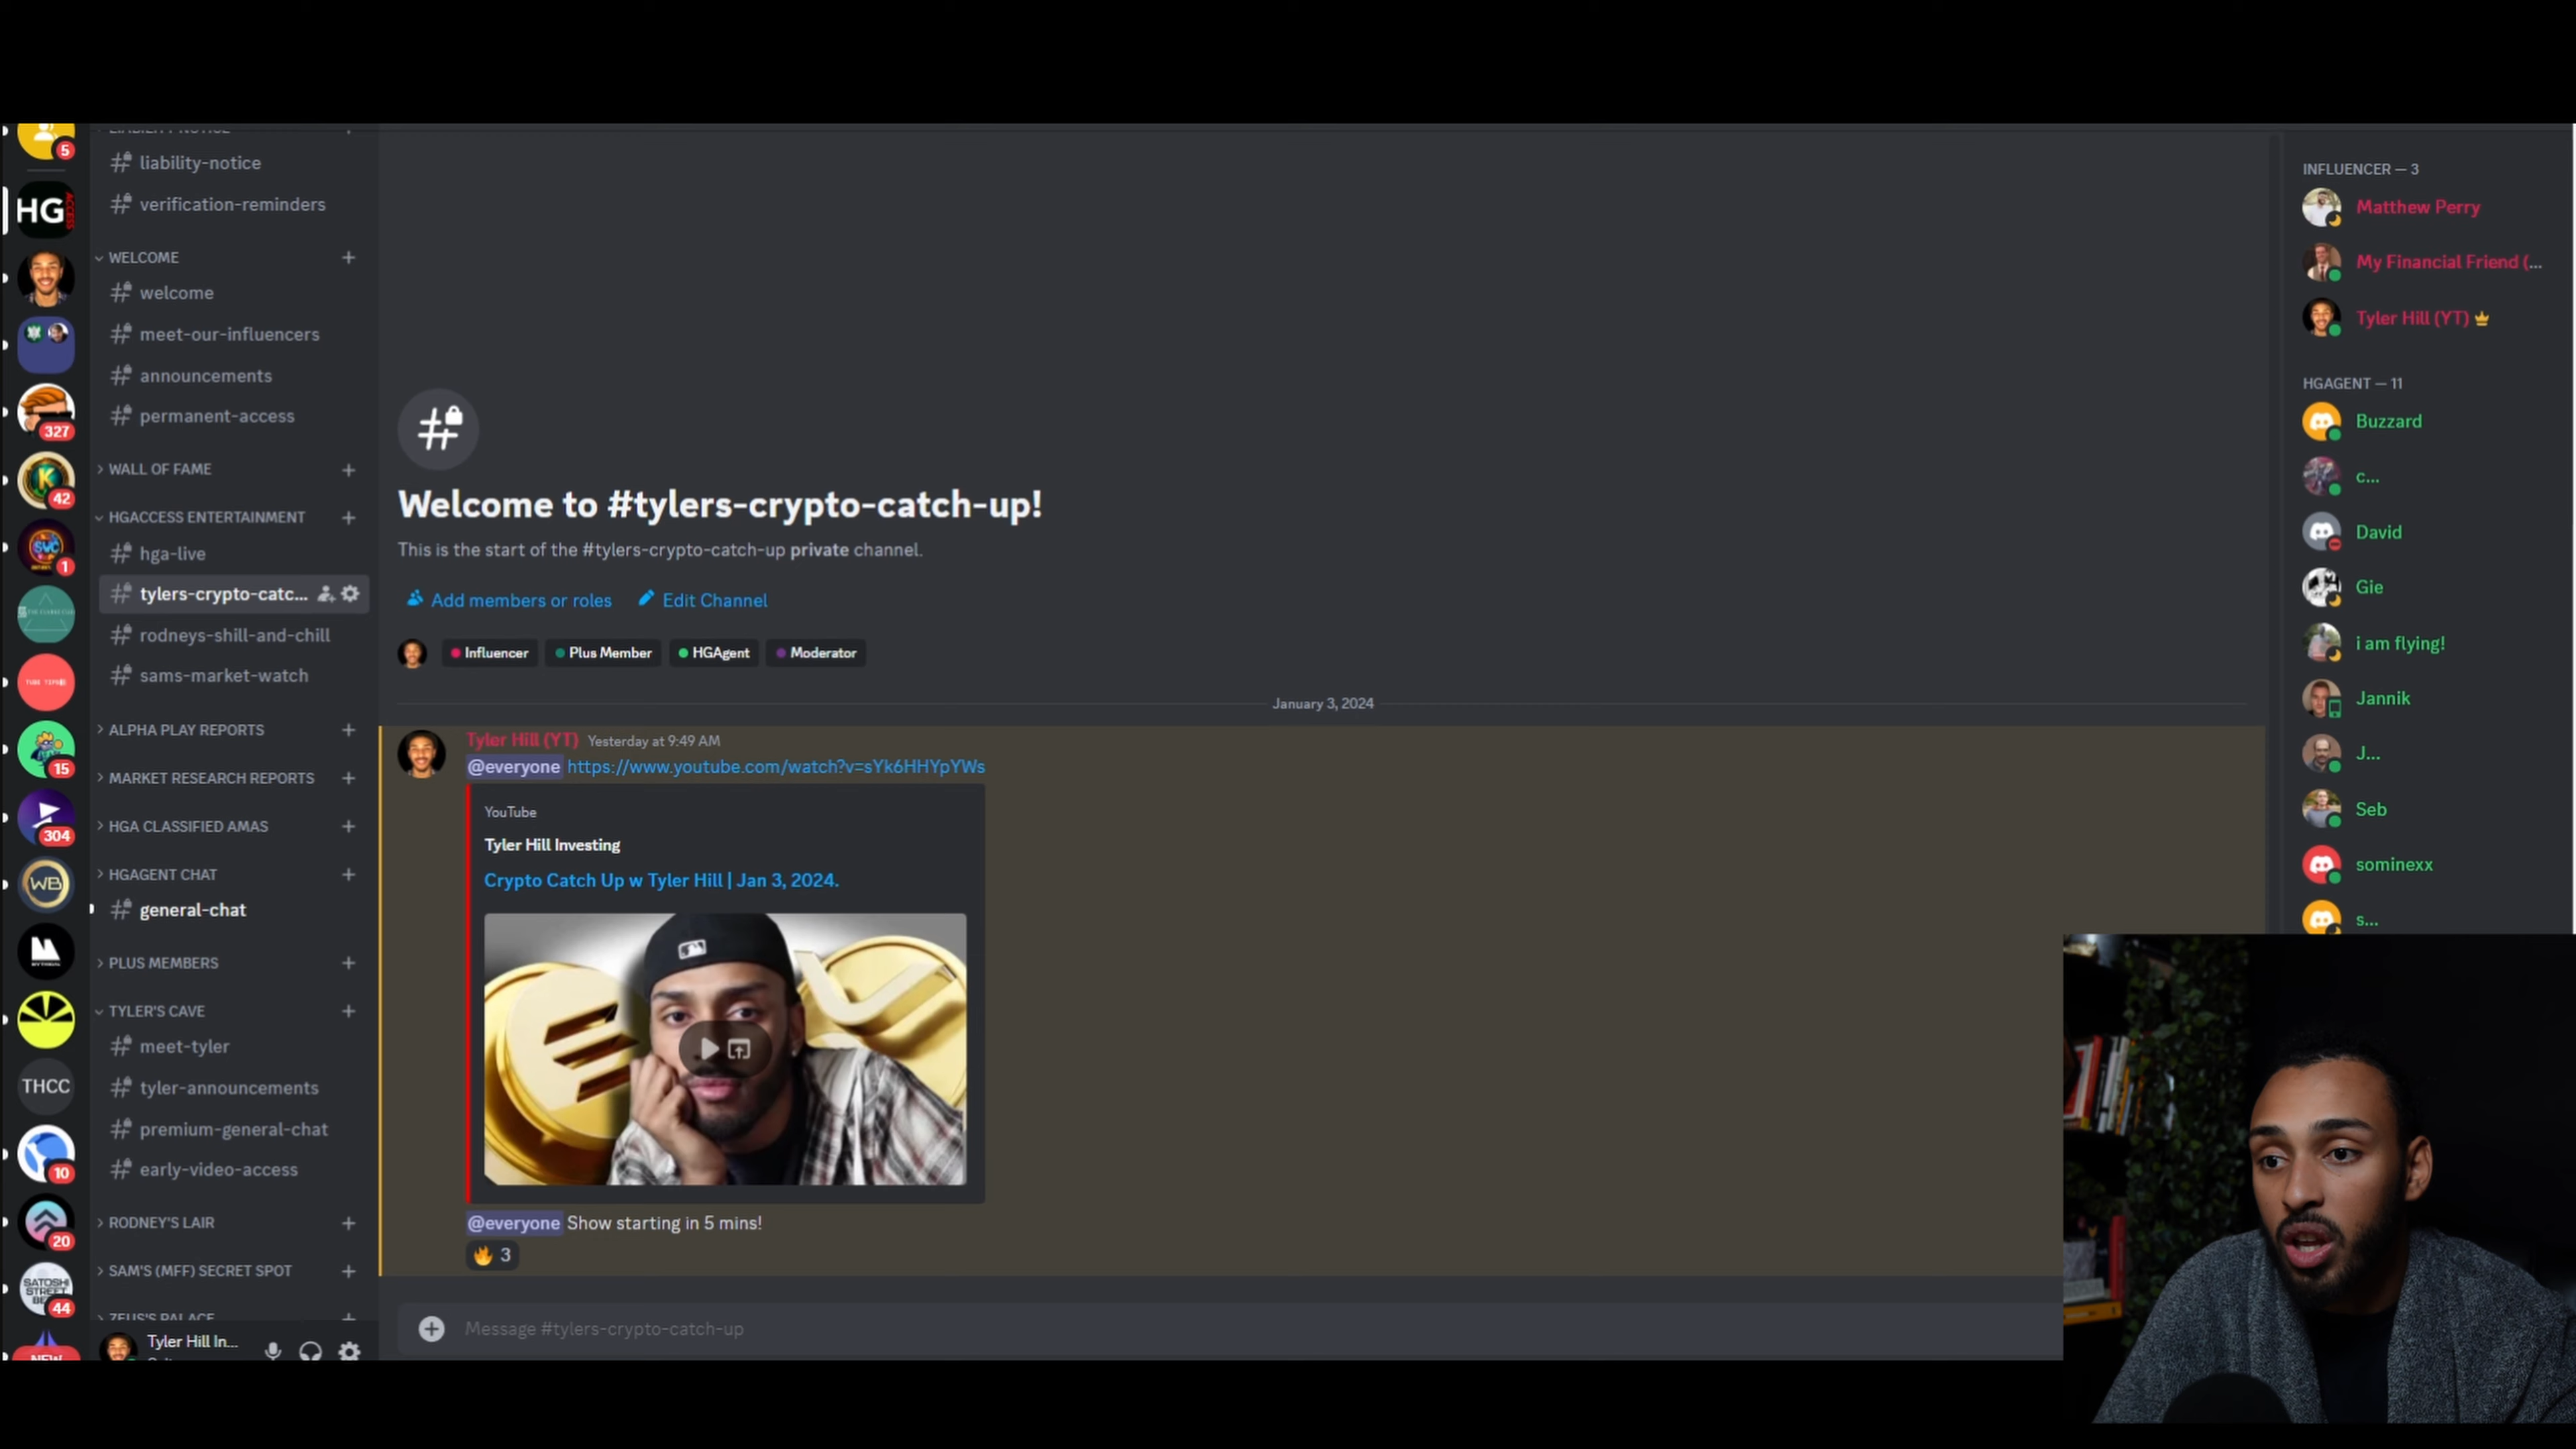 5
HG
ACCESS
327
42
1
15
304
WB
THCC
10
20
SATOSHI
STREET
44
NEW
liability-notice
verification-reminders
WELCOME
welcome
meet-our-influencers
announcements
permanent-access
WALL OF FAME
HGACCESS ENTERTAINMENT
hga-live
tylers-crypto-catc...
rodneys-shill-and-chill
sams-market-watch
ALPHA PLAY REPORTS
MARKET RESEARCH REPORTS
HGA CLASSIFIED AMAS
HGAGENT CHAT
general-chat
PLUS MEMBERS
TYLER'S CAVE
meet-tyler
tyler-announcements
premium-general-chat
early-video-access
RODNEY'S LAIR
SAM'S (MFF) SECRET SPOT
ZEUS'S PALACE
Tyler Hill In...
Welcome to #tylers-crypto-catch-up!
This is the start of the #tylers-crypto-catch-up private channel.
Add members or roles Edit Channel
Influencer Plus Member HGAgent Moderator
January 3, 2024
Tyler Hill (YT) Yesterday at 9:49 AM
@everyone https://www.youtube.com/watch?v=sYk6HHYpYWs
YouTube
Tyler Hill Investing
Crypto Catch Up w Tyler Hill | Jan 3, 2024.
@everyone Show starting in 5 mins!
3
Message #tylers-crypto-catch-up
INFLUENCER — 3
Matthew Perry
My Financial Friend (...
Tyler Hill (YT)
HGAGENT — 11
Buzzard
c...
David
Gie
i am flying!
Jannik
J...
Seb
sominexx
s...